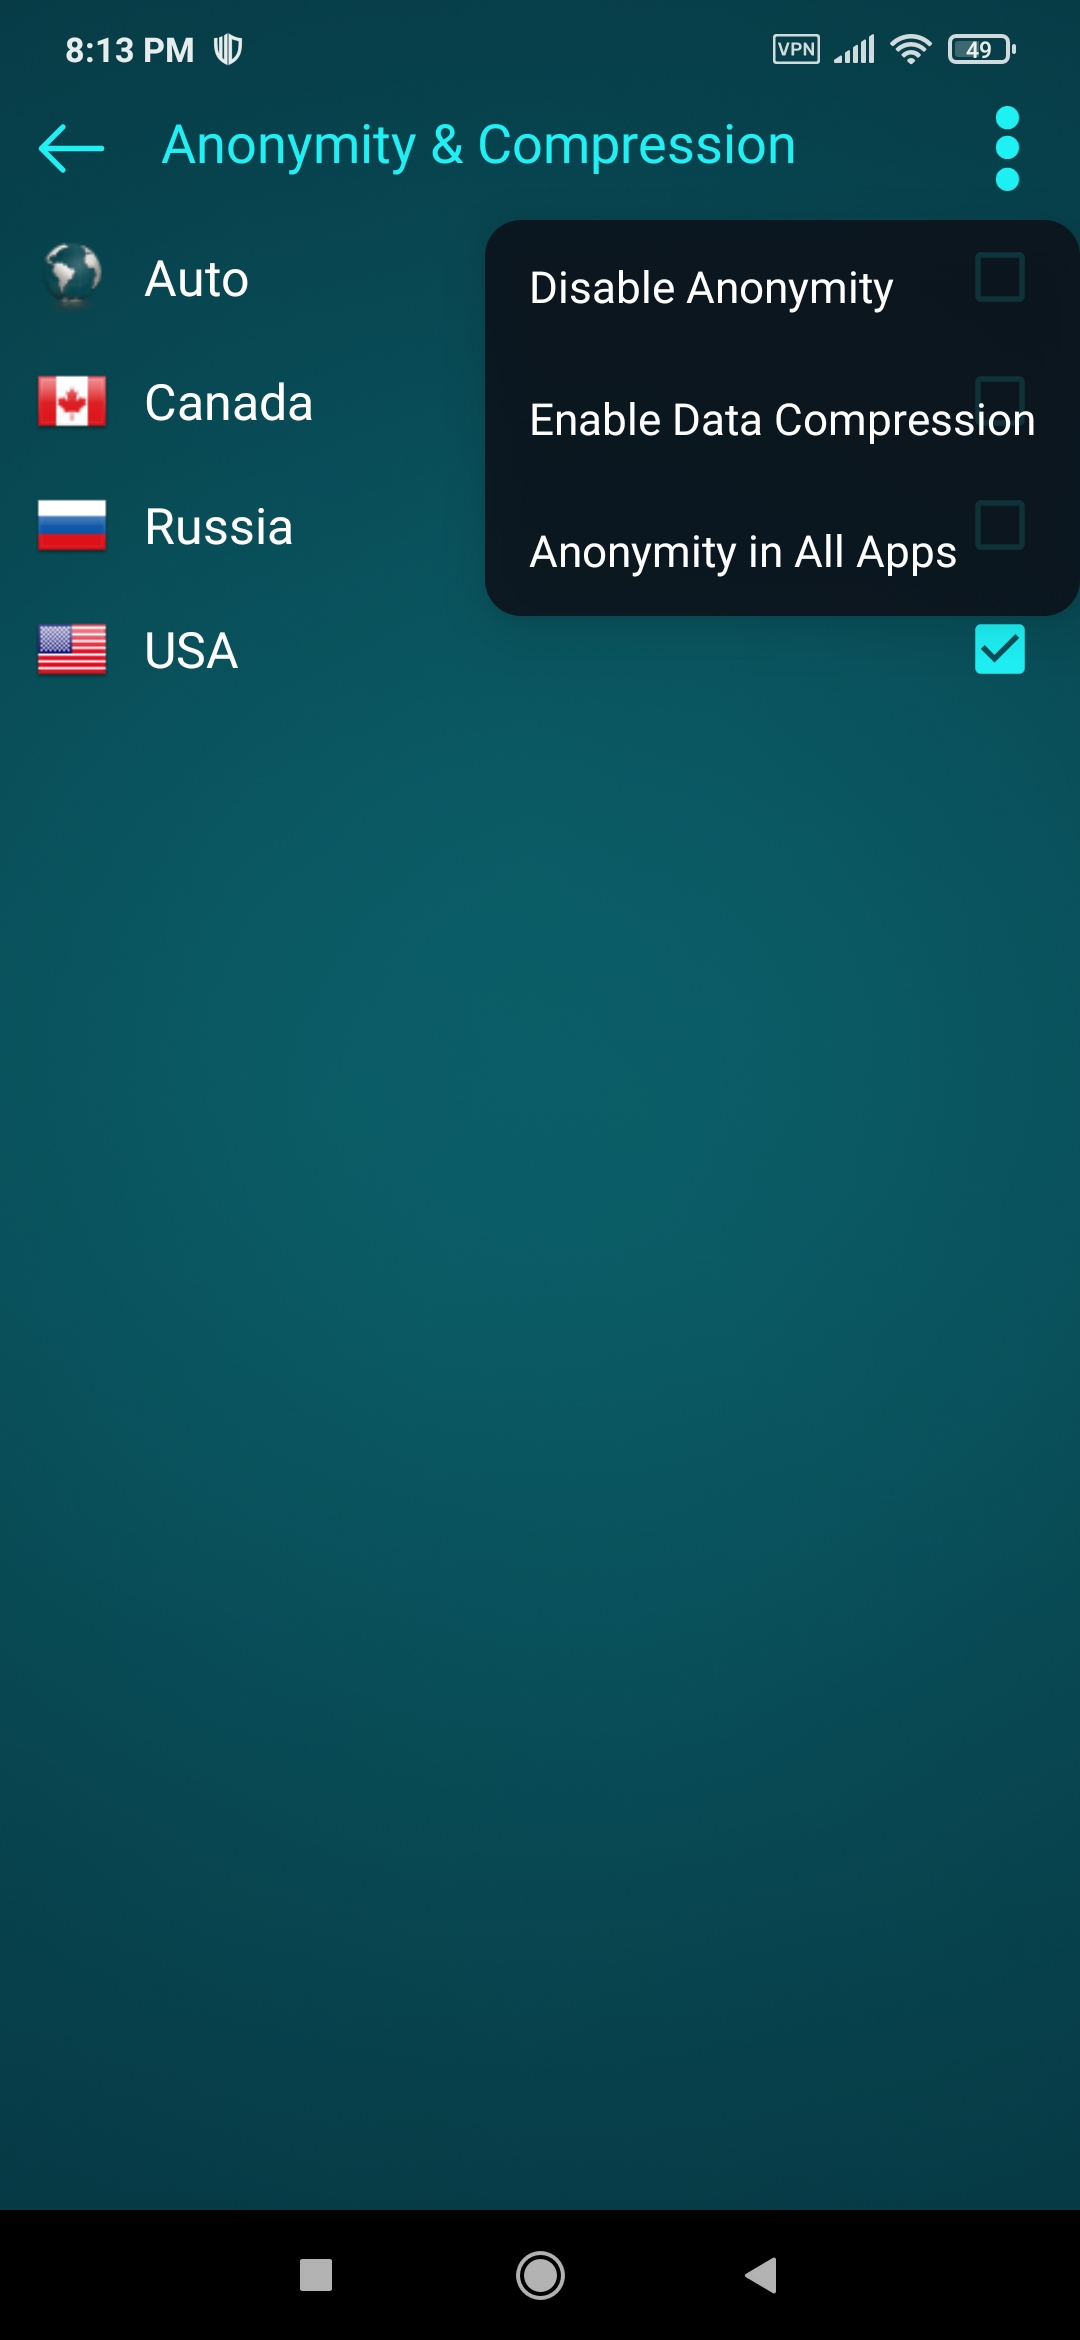 8:13 PM VPN 49
Anonymity & Compression
Auto
Disable Anonymity
Canada
Enable Data Compression
Russia
Anonymity in All Apps
USA